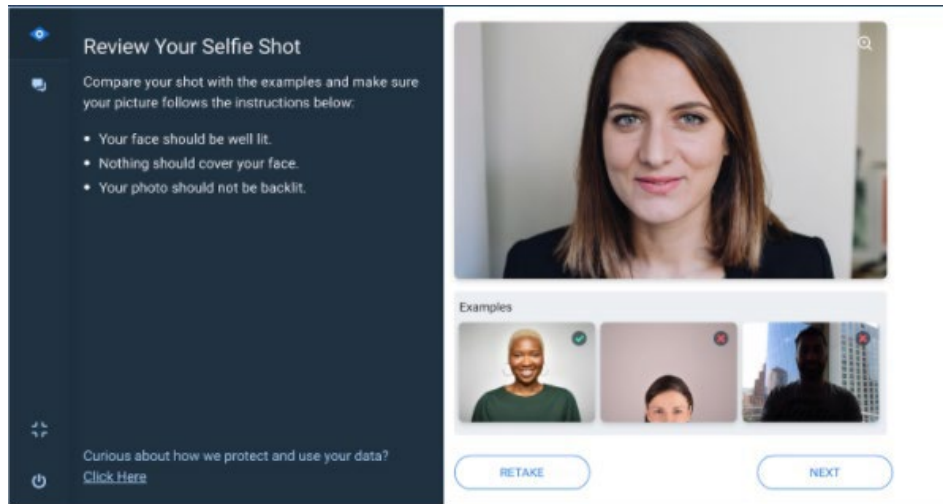 Review Your Selfie Shot
Compare your shot with the examples and make sure
your picture follows the instructions below:
• Your face should be well lit.
• Nothing should cover your face.
• Your photo should not be backlit.
Curious about how we protect and use your data?
Click Here
Examples
RETAKE
NEXT